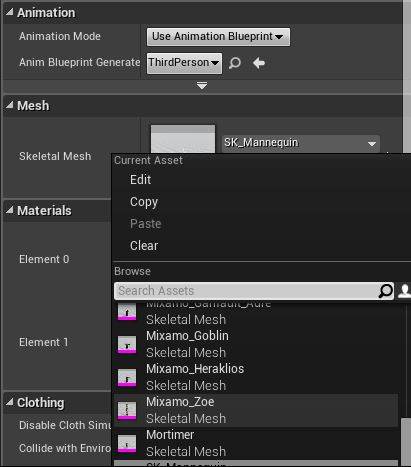 Animation
Animation Mode
Use Animation Blueprint
Anim Blueprint Generate
ThirdPerson
Mesh
Skeletal Mesh
SK_Mannequin
Current Asset
Edit
Copy
Paste
Clear
Browse
Search Assets
Mixamo_Ganfault_Aure
Skeletal Mesh
Mixamo_Goblin
Skeletal Mesh
Mixamo_Heraklios
Skeletal Mesh
Mixamo_Zoe
Skeletal Mesh
Mortimer
Skeletal Mesh
SK_Mannequin
Materials
Element 0
Element 1
Clothing
Disable Cloth Simu
Collide with Enviro